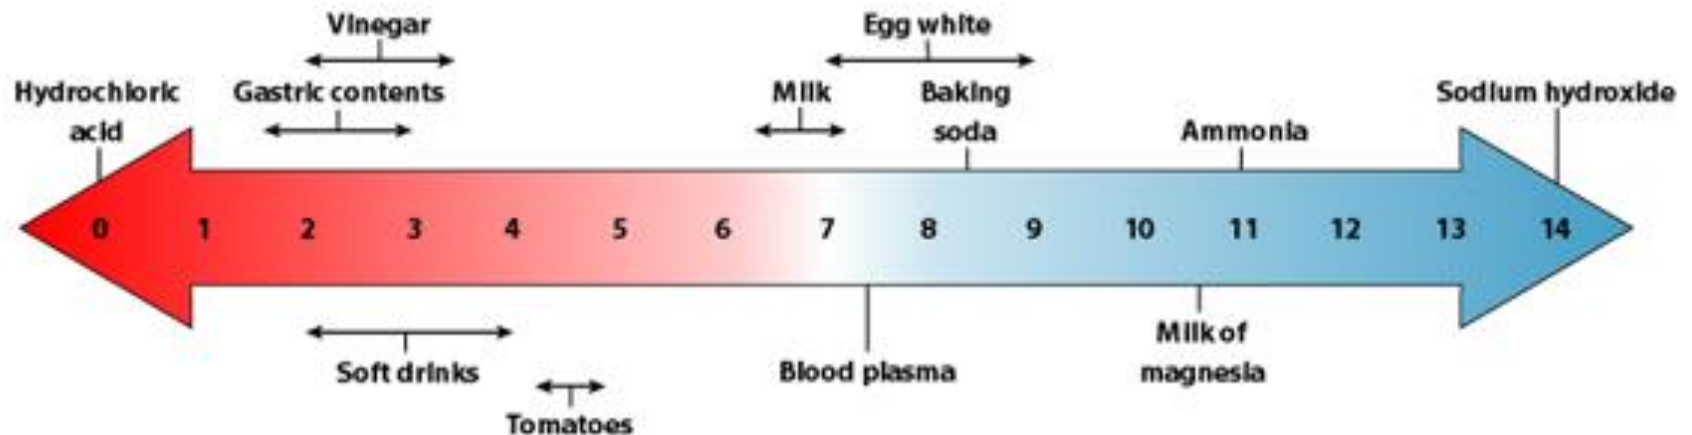 Vinegar
Egg white
Hydrochloric
acid
Gastric contents
Milk
Baking
soda
Ammonia
Sodium hydroxide
0 1 2 3 4 5 6 7 8 9 10 11 12 13 14
Soft drinks
Tomatoes
Blood plasma
Milk of
magnesia